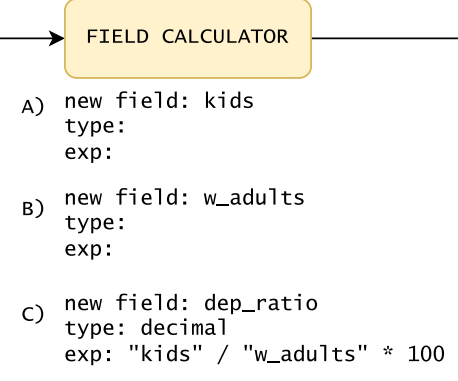 FIELD CALCULATOR
A) new field: kids
type:
exp:
B) new field: w_adults
type:
exp:
C) new field: dep_ratio
type: decimal
exp: "kids" / "w_adults" * 100